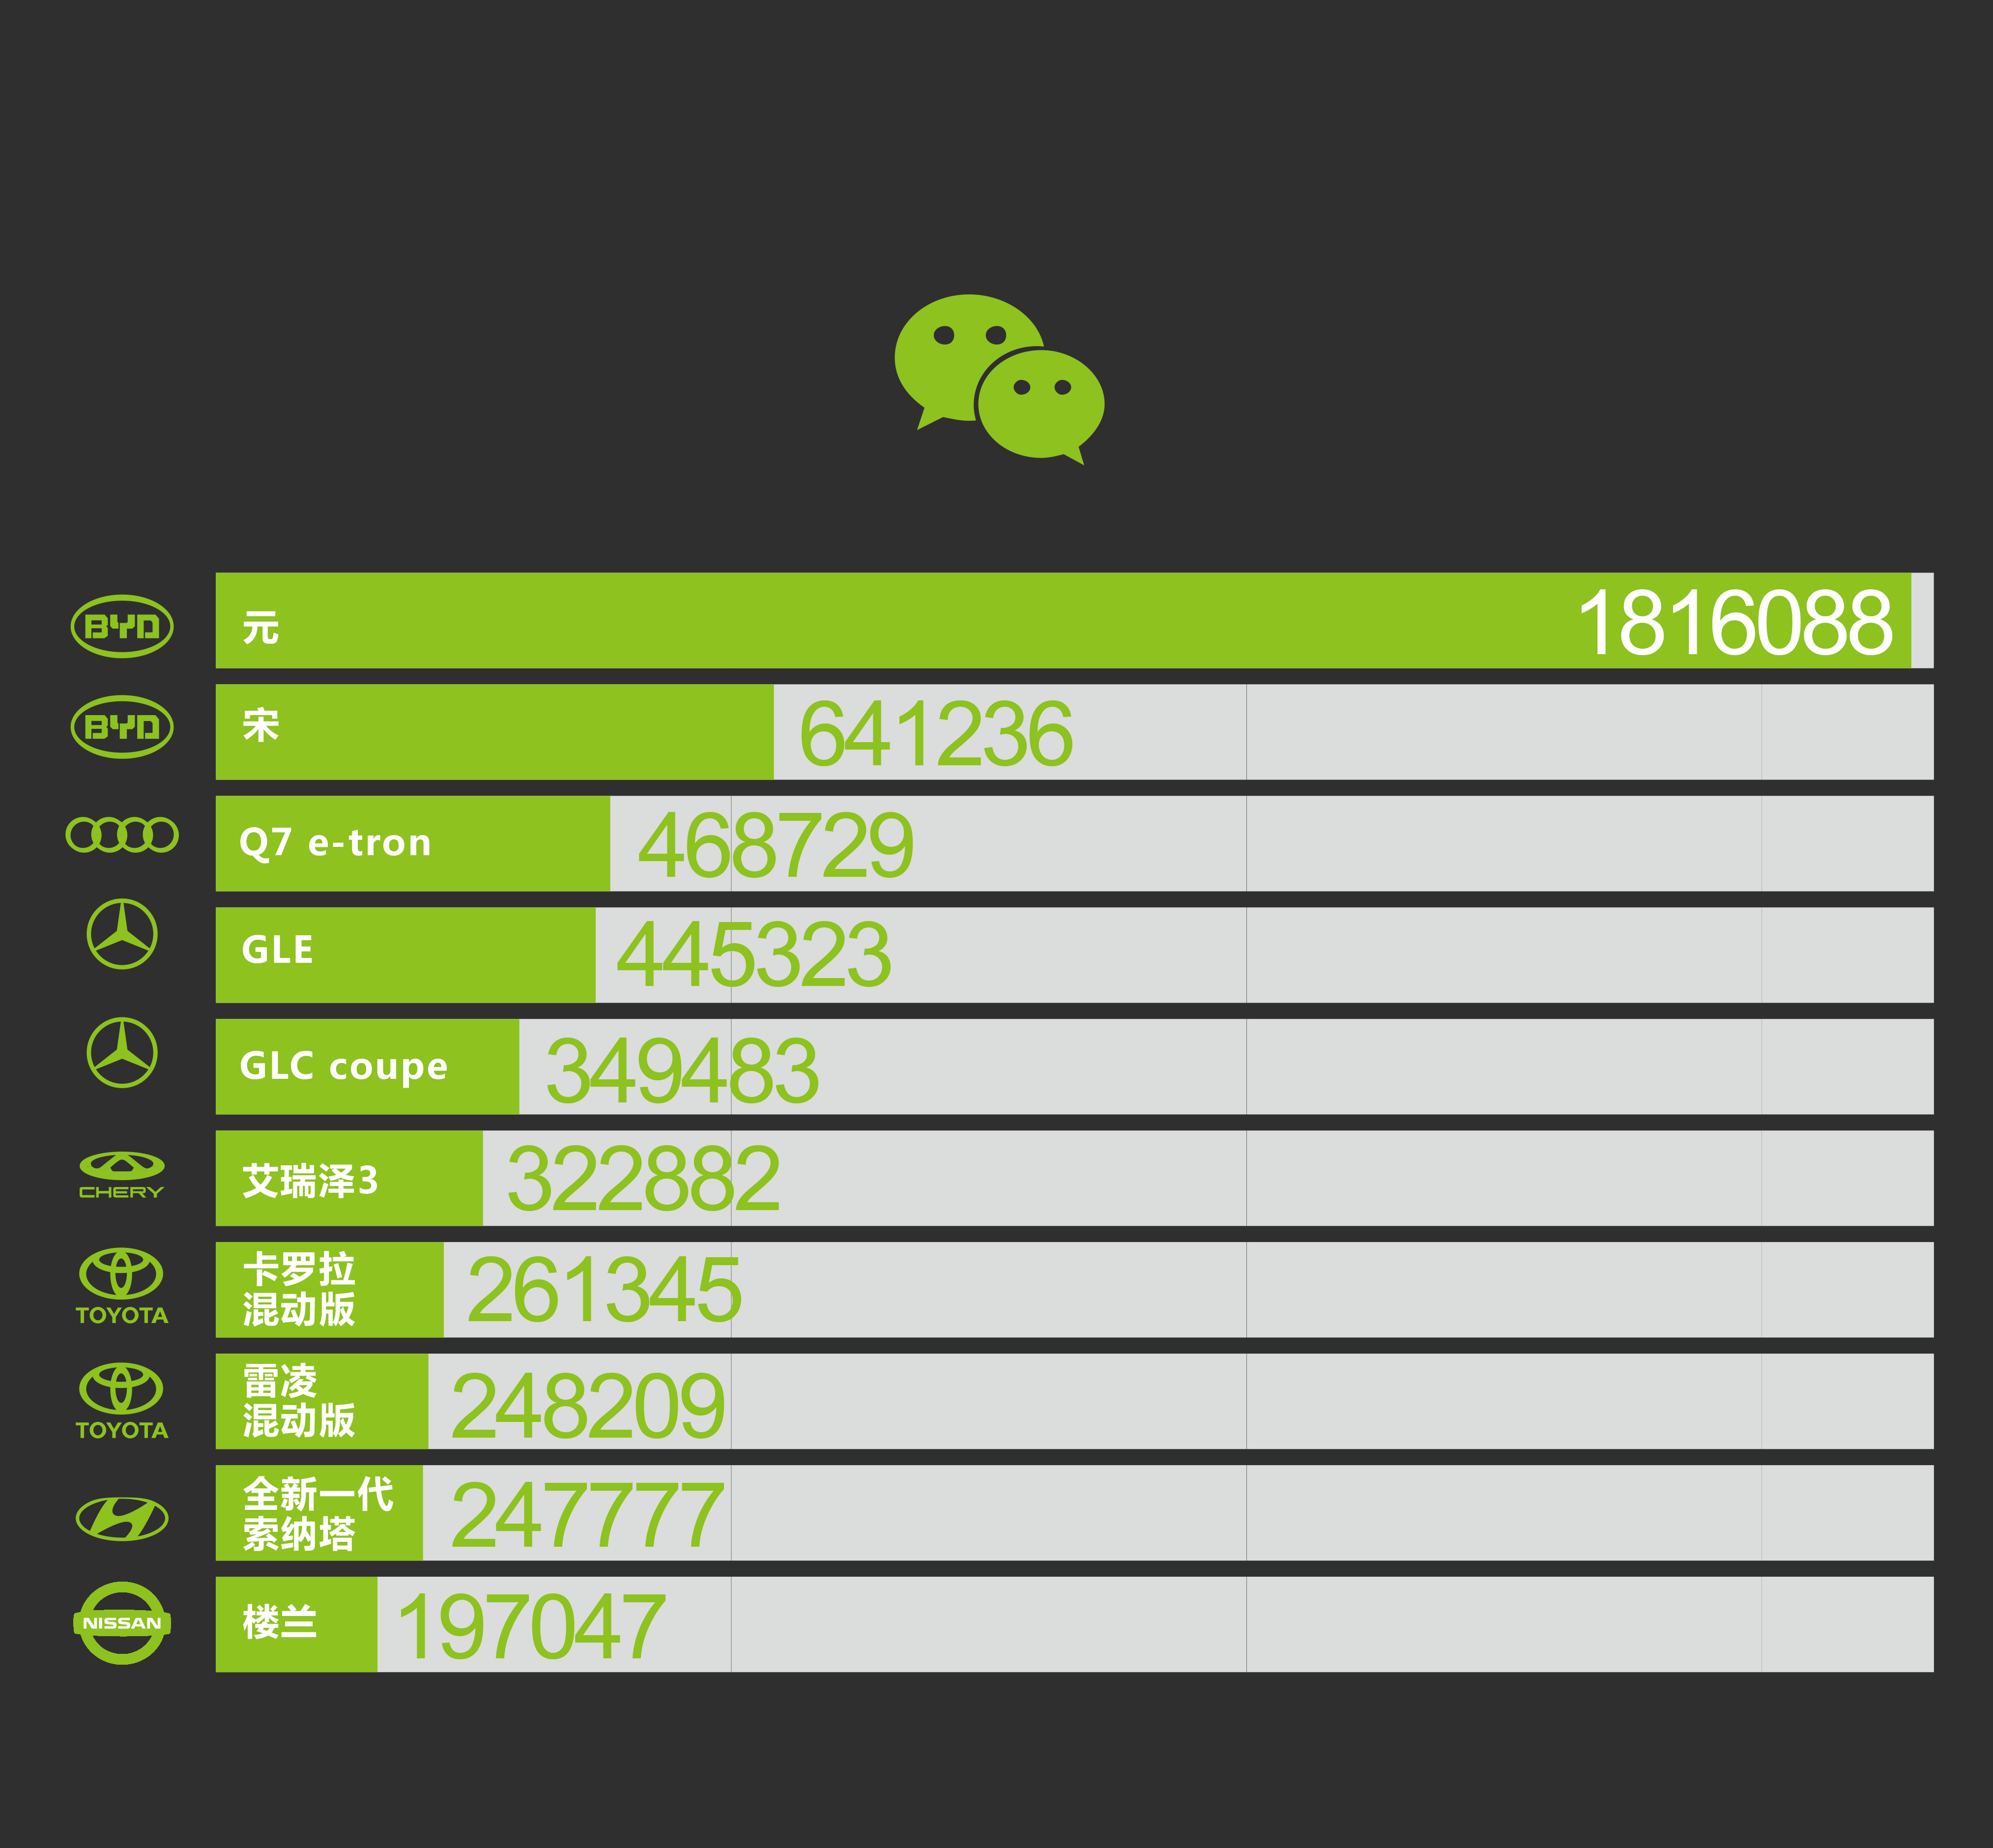 BYD
元
1816088
BYD
宋
641236
Q7 e-tron
468729
GLE
445323
GLC coupe
349483
CHERY
艾瑞泽3
322882
TOYOTA
卡罗拉
混动版
261345
TOYOTA
雷凌
混动版
248209
全新一代
索纳塔
247777
NISSAN
楼兰
197047